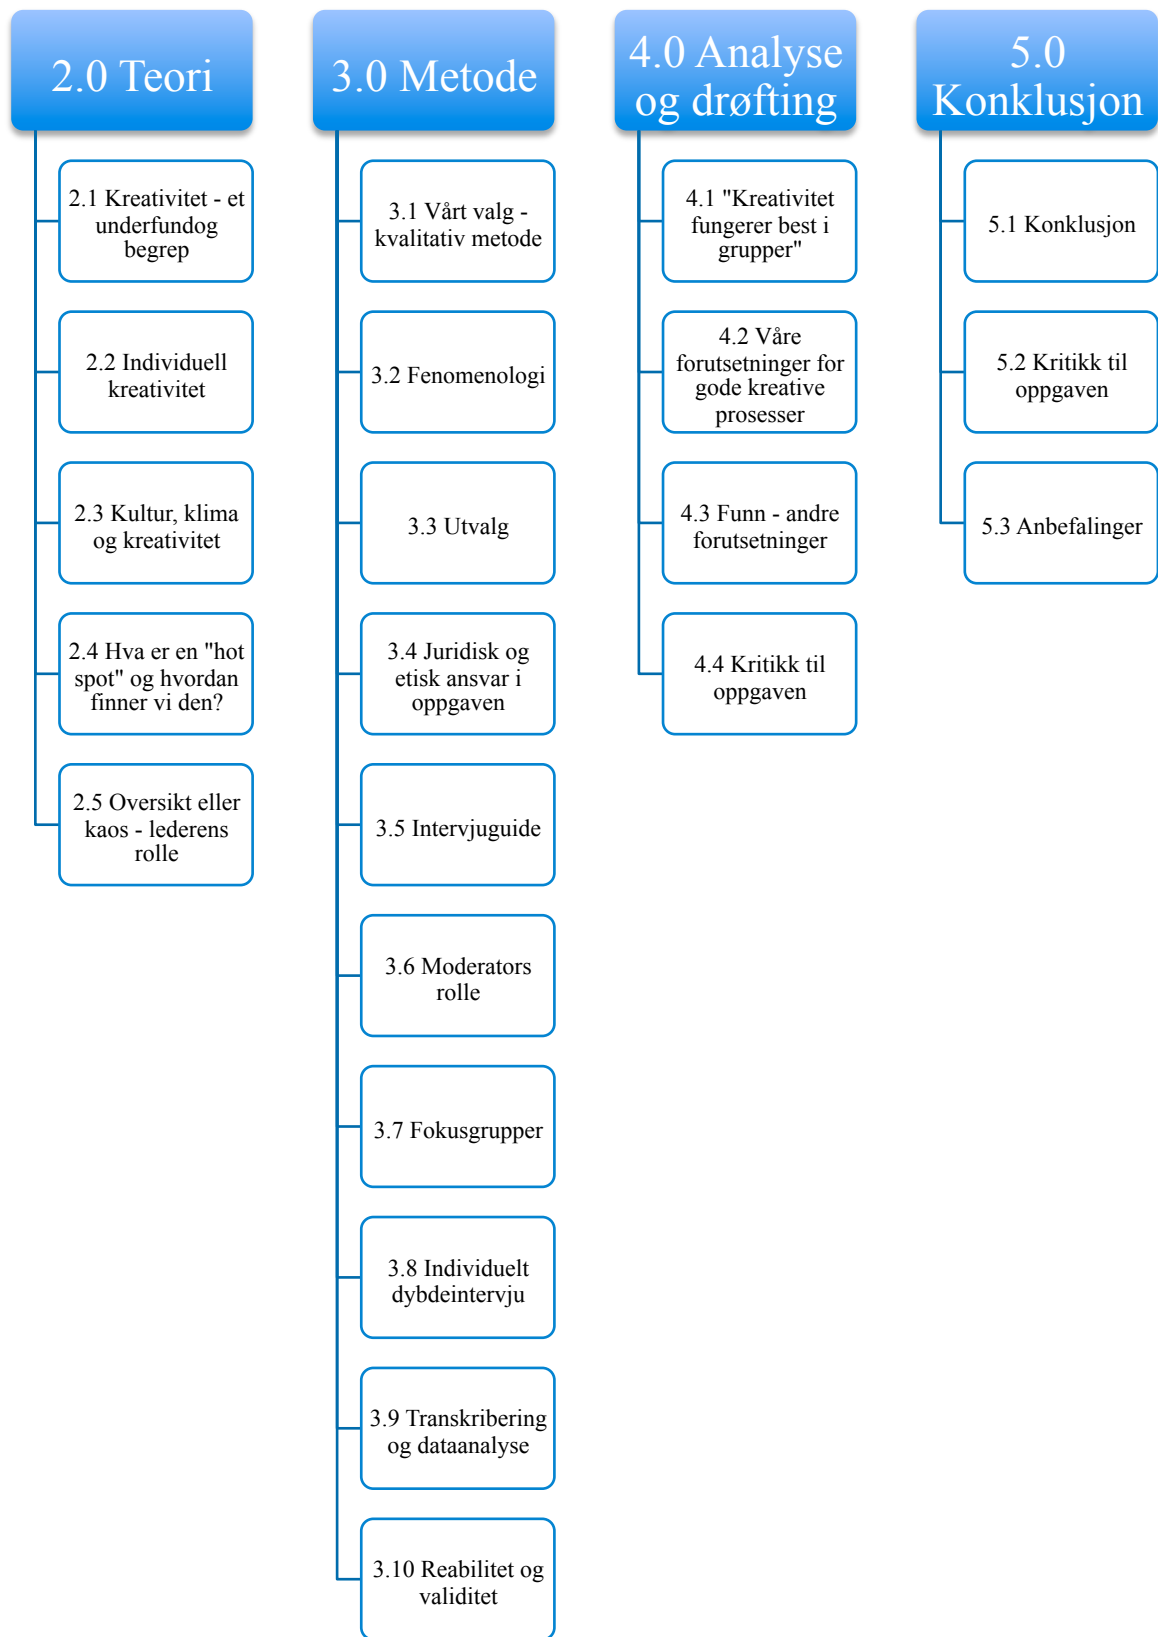 2.0 Teori
2.1 Kreativitet - et
underfundog
begrep
2.2 Individuell
kreativitet
2.3 Kultur, klima
og kreativitet
2.4 Hva er en "hot
spot" og hvordan
finner vi den?
2.5 Oversikt eller
kaos - lederens
rolle
3.0 Metode
3.1 Vårt valg -
kvalitativ metode
3.2 Fenomenologi
3.3 Utvalg
3.4 Juridisk og
etisk ansvar i
oppgaven
3.5 Intervjuguide
3.6 Moderators
rolle
3.7 Fokusgrupper
3.8 Individuelt
dybdeintervju
3.9 Transkribering
og dataanalyse
3.10 Reabilitet og
validitet
4.0 Analyse
og drøfting
4.1 "Kreativitet
fungerer best i
grupper"
4.2 Våre
forutsetninger for
gode kreative
prosesser
4.3 Funn - andre
forutsetninger
4.4 Kritikk til
oppgaven
5.0
Konklusjon
5.1 Konklusjon
5.2 Kritikk til
oppgaven
5.3 Anbefalinger